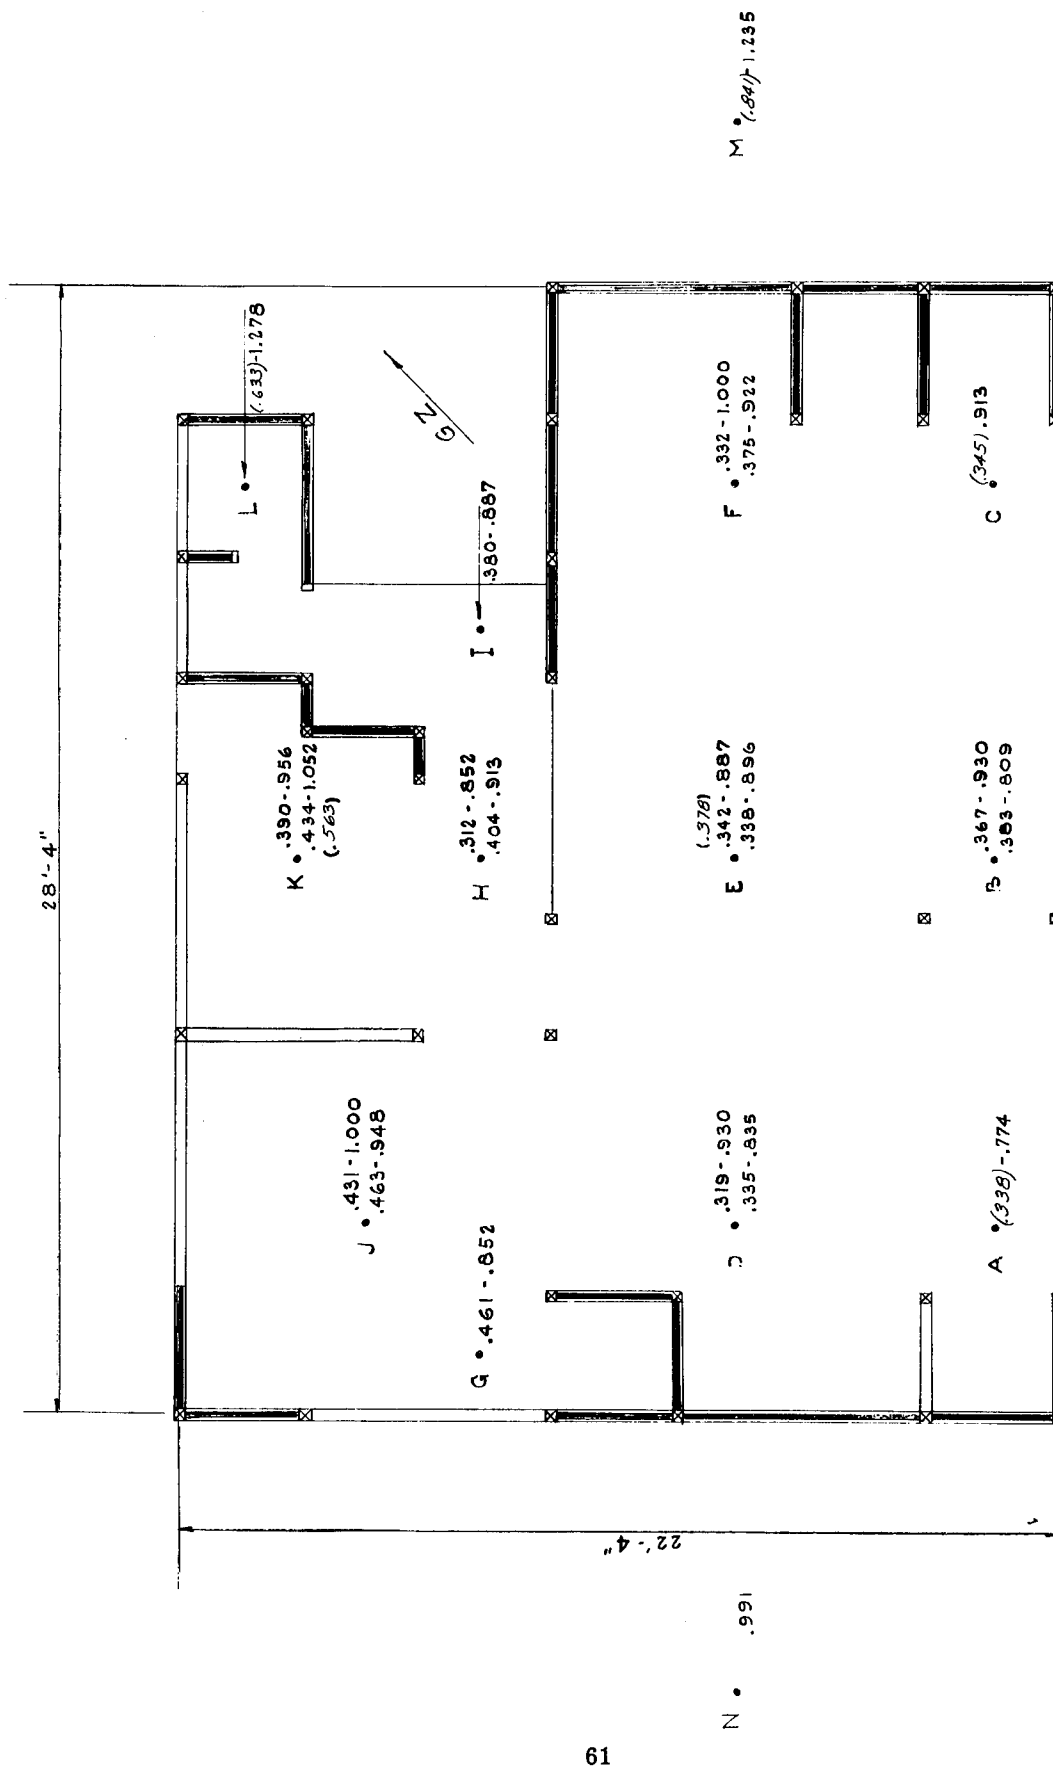 M (.841)-1.235
28'-4"
(.633)-1.278
L
GN
.380-.887
I
K .390-.956
.434-1.052
(.563)
H .312-.852
.404-.913
F .332-1.000
.375-.922
C (.345).913
(.378)
E .342-.887
.338-.896
B .367-.930
.383-.809
J .431-1.000
.463-.948
G .461-.852
D .319-.930
.335-.835
A (.338)-.774
22'-4"
N .991
61